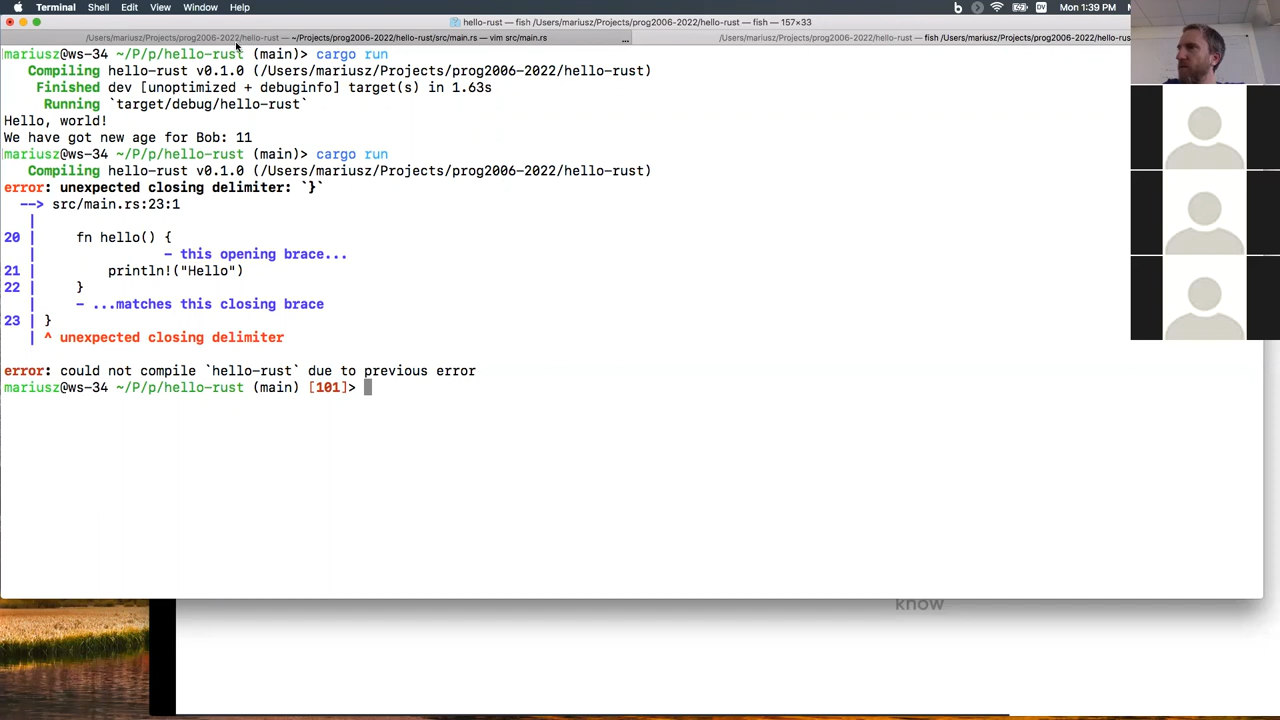 Terminal Shell Edit View Window Help
DV Mon 1:39 PM
hello-rust — fish /Users/mariusz/Projects/prog2006-2022/hello-rust — fish — 157×33
/Users/mariusz/Projects/prog2006-2022/hello-rust — ~/Projects/prog2006-2022/hello-rust/src/main.rs — vim src/main.rs ... /Users/mariusz/Projects/prog2006-2022/hello-rust — fish /Users/mariusz/Projects/prog2006-2022/hello-rus
mariusz@ws-34 ~/P/p/hello-rust (main)> cargo run
Compiling hello-rust v0.1.0 (/Users/mariusz/Projects/prog2006-2022/hello-rust)
Finished dev [unoptimized + debuginfo] target(s) in 1.63s
Running `target/debug/hello-rust`
Hello, world!
We have got new age for Bob: 11
mariusz@ws-34 ~/P/p/hello-rust (main)> cargo run
Compiling hello-rust v0.1.0 (/Users/mariusz/Projects/prog2006-2022/hello-rust)
error: unexpected closing delimiter: `}`
--> src/main.rs:23:1
|
20 | fn hello() {
| - this opening brace...
21 | println!("Hello")
22 | }
| - ...matches this closing brace
23 | }
| ^ unexpected closing delimiter
error: could not compile `hello-rust` due to previous error
mariusz@ws-34 ~/P/p/hello-rust (main) [101]>
know